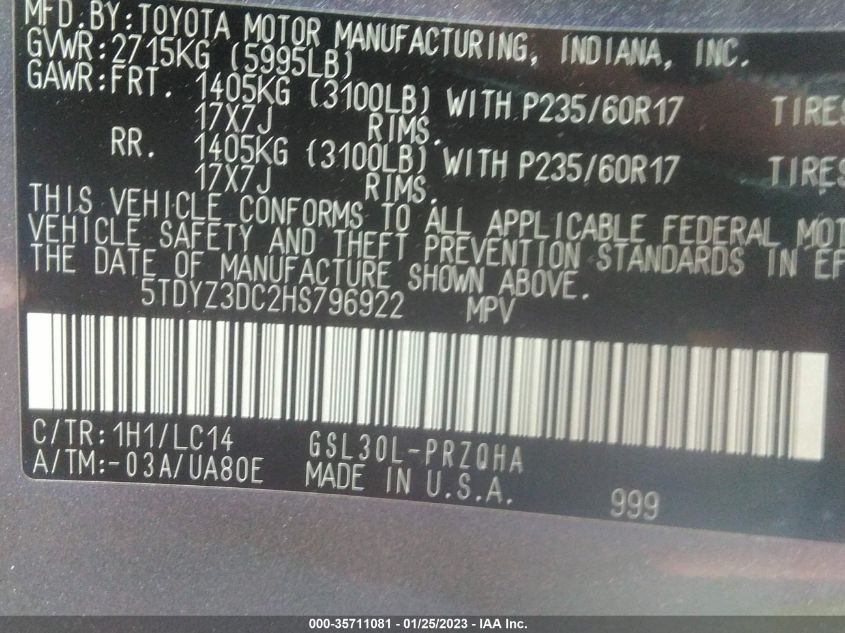 MFD.BY:TOYOTA MOTOR MANUFACTURING, INDIANA, INC.
GVWR:2715KG (5995LB)
GAWR:FRT. 1405KG (3100LB) WITH P235/60R17 TIRES
17X7J RIMS.
RR. 1405KG (3100LB) WITH P235/60R17 TIRES
17X7J RIMS.
THIS VEHICLE CONFORMS TO ALL APPLICABLE FEDERAL MOT
VEHICLE SAFETY AND THEFT PREVENTION STANDARDS IN EF
THE DATE OF MANUFACTURE SHOWN ABOVE.
5TDYZ3DC2HS796922 MPV
C/TR:1H1/LC14 GSL30L-PRZQHA
A/TM:-03A/UA80E MADE IN U.S.A. 999
000-35711081 - 01/25/2023 - IAA Inc.